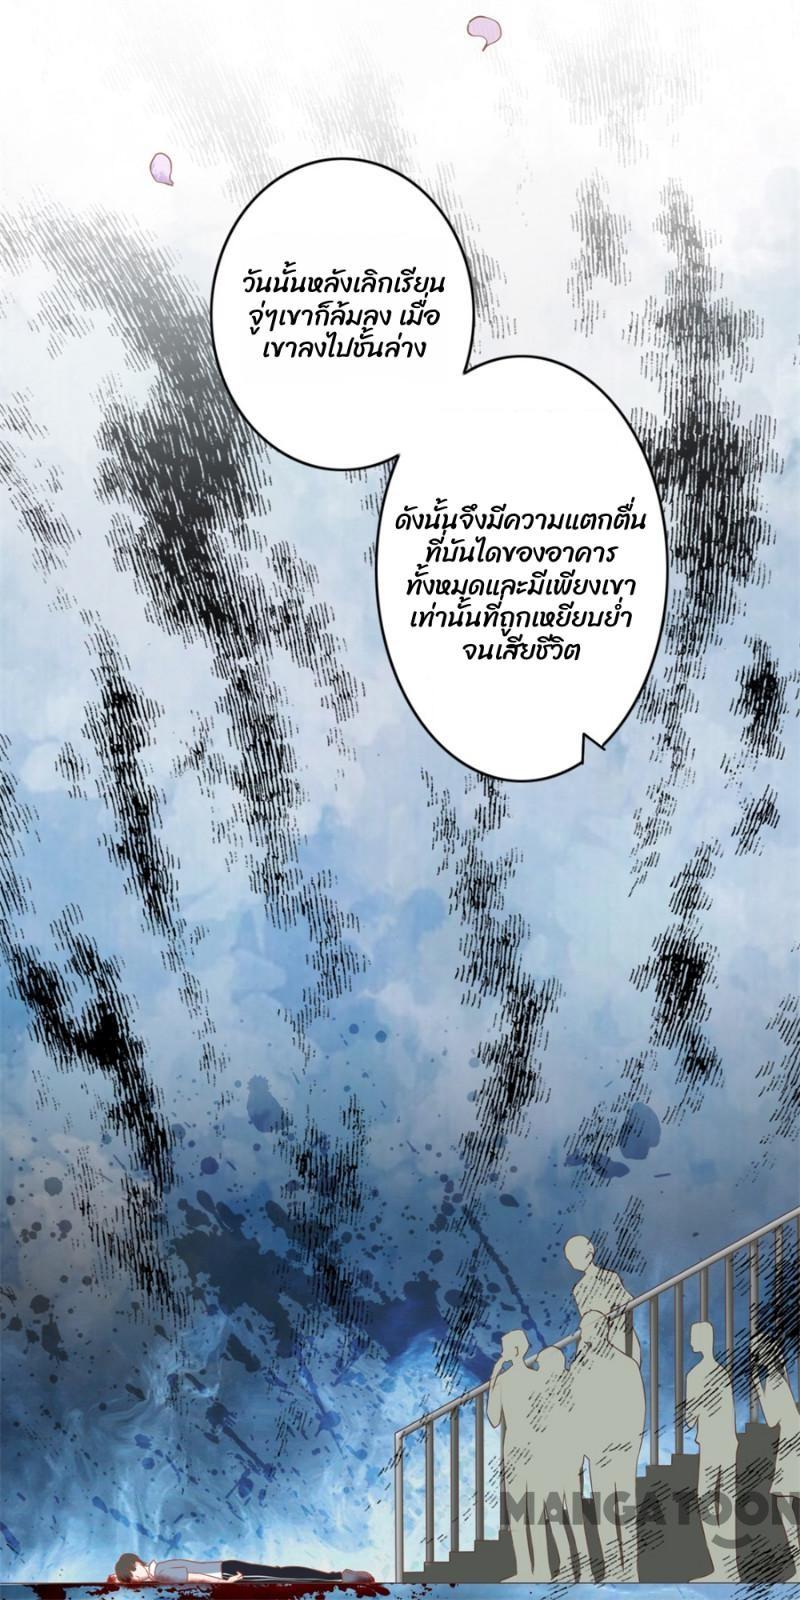 วันนั้นหลังเลิกเรียน
จู่ๆเขาก็ล้มลง เมื่อ
เขาลงไปชั้นล่าง
ดังนั้นจึงมีความแตกตื่น
ที่บันไดของอาคาร
ทั้งหมดและมีเพียงเขา
เท่านั้นที่ถูกเหยียบย่ำ
จนเสียชีวิต
MANGATOON